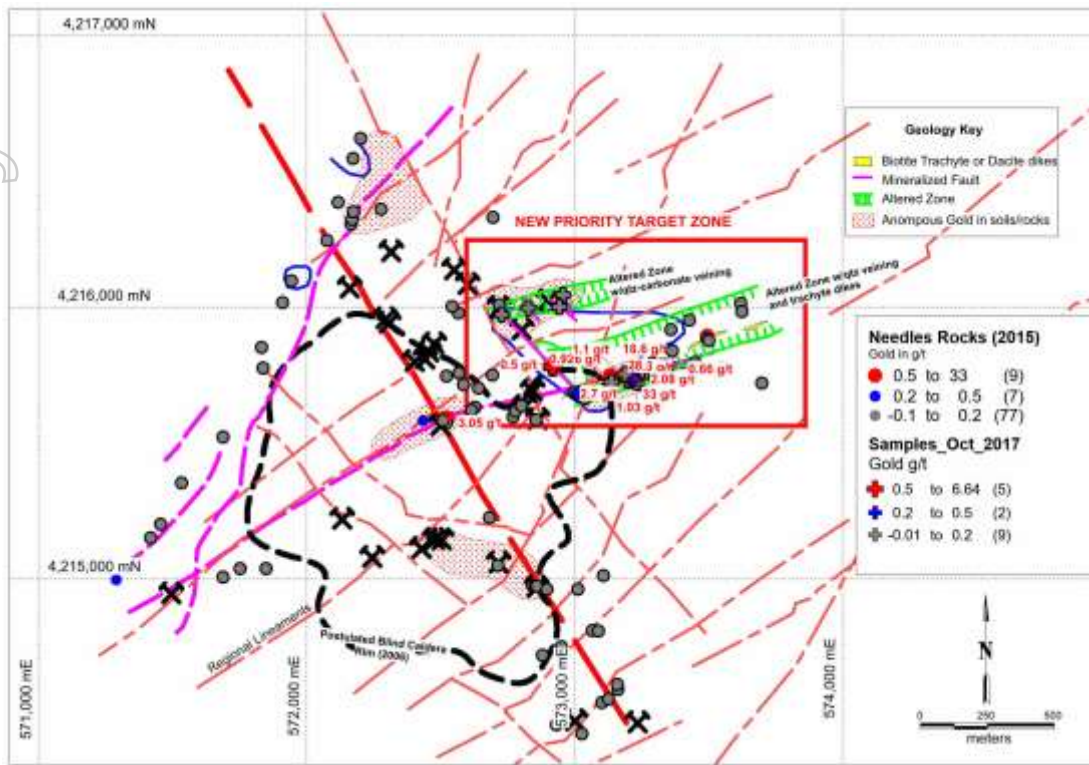 4,217,000 mN
Geology Key
Biotite Trachyte or Dacite dikes
Mineralized Fault
Altered Zone
Anompous Gold in soils/rocks
NEW PRIORITY TARGET ZONE
Altered Zone
w/qtz-carbonate veining
Altered Zone w/qtz veining
and trachyte dikes
4,216,000 mN
1.1 g/t
18.6 g/t
0.5 g/t
0.926 g/t
28.3 g/t
0.66 g/t
2.08 g/t
2.7 g/t
33 g/t
1.03 g/t
3.05 g/t
Needles Rocks (2015)
Gold in g/t
0.5 to 33 (9)
0.2 to 0.5 (7)
-0.1 to 0.2 (77)
Samples_Oct_2017
Gold g/t
0.5 to 6.64 (5)
0.2 to 0.5 (2)
-0.01 to 0.2 (9)
4,215,000 mN
Regional Lineaments
Postulated Blind Caldera
Rim (2006)
571,000 mE
572,000 mE
573,000 mE
574,000 mE
N
0 250 500
meters